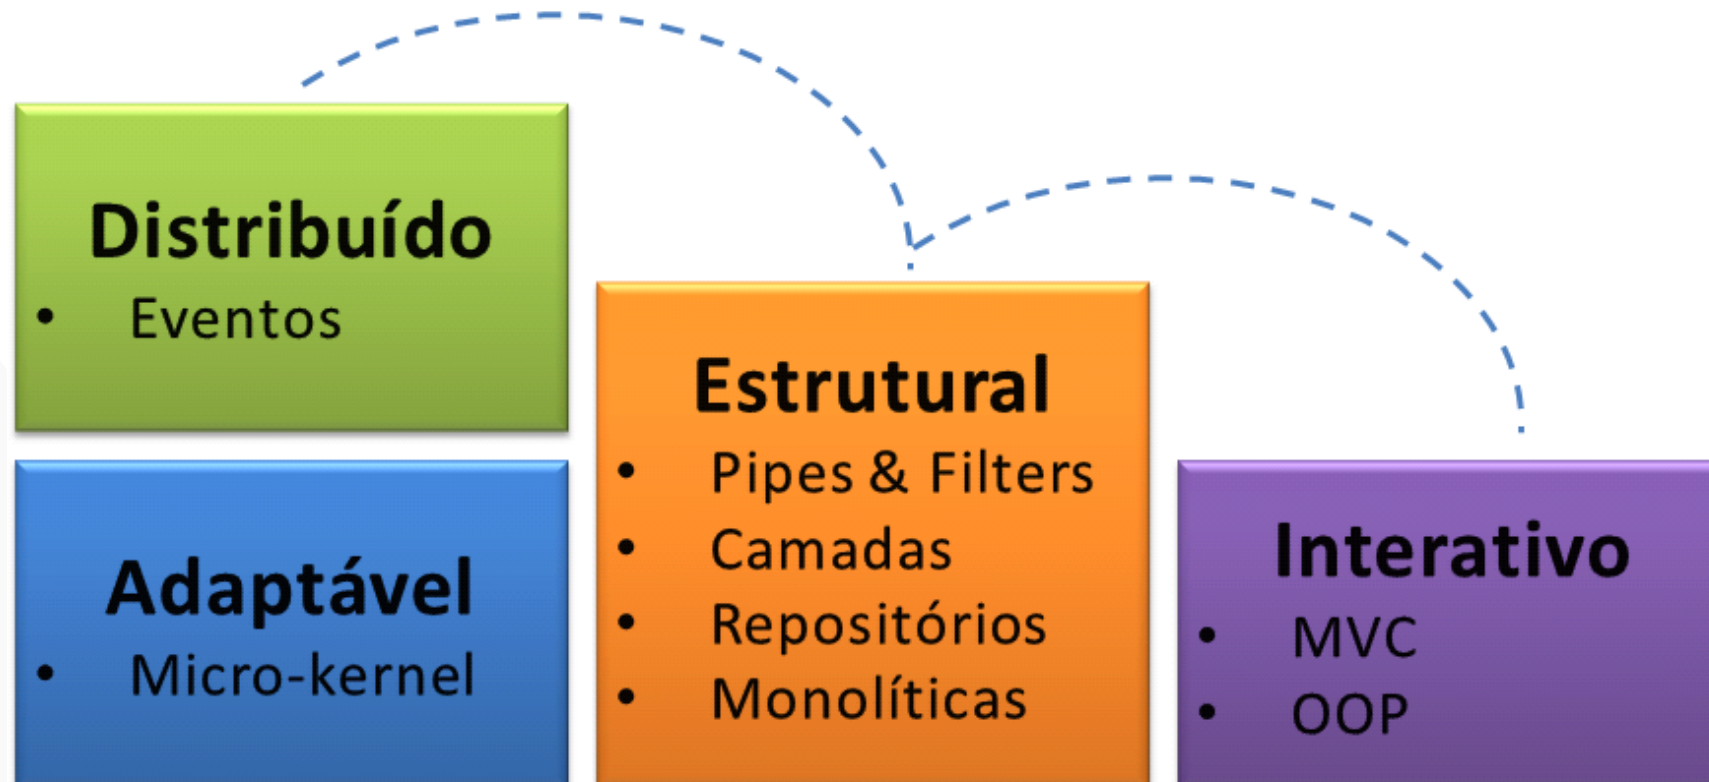 Distribuído
• Eventos
Adaptável
• Micro-kernel
Estrutural
• Pipes & Filters
• Camadas
• Repositórios
• Monolíticas
Interativo
• MVC
• OOP